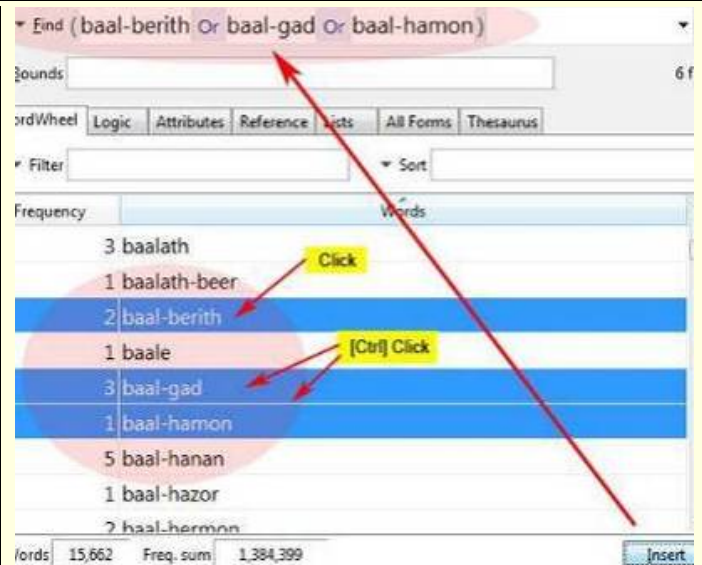 Find (baal-berith Or baal-gad Or baal-hamon)
Bounds 6 f
ordWheel Logic Attributes Reference Lists All Forms Thesaurus
Filter Sort
Frequency Words
3 baalath
Click
1 baalath-beer
2 baal-berith
1 baale [Ctrl] Click
3 baal-gad
1 baal-hamon
5 baal-hanan
1 baal-hazor
2 baal-hermon
Words 15,662 Freq. sum 1,384,399 Insert